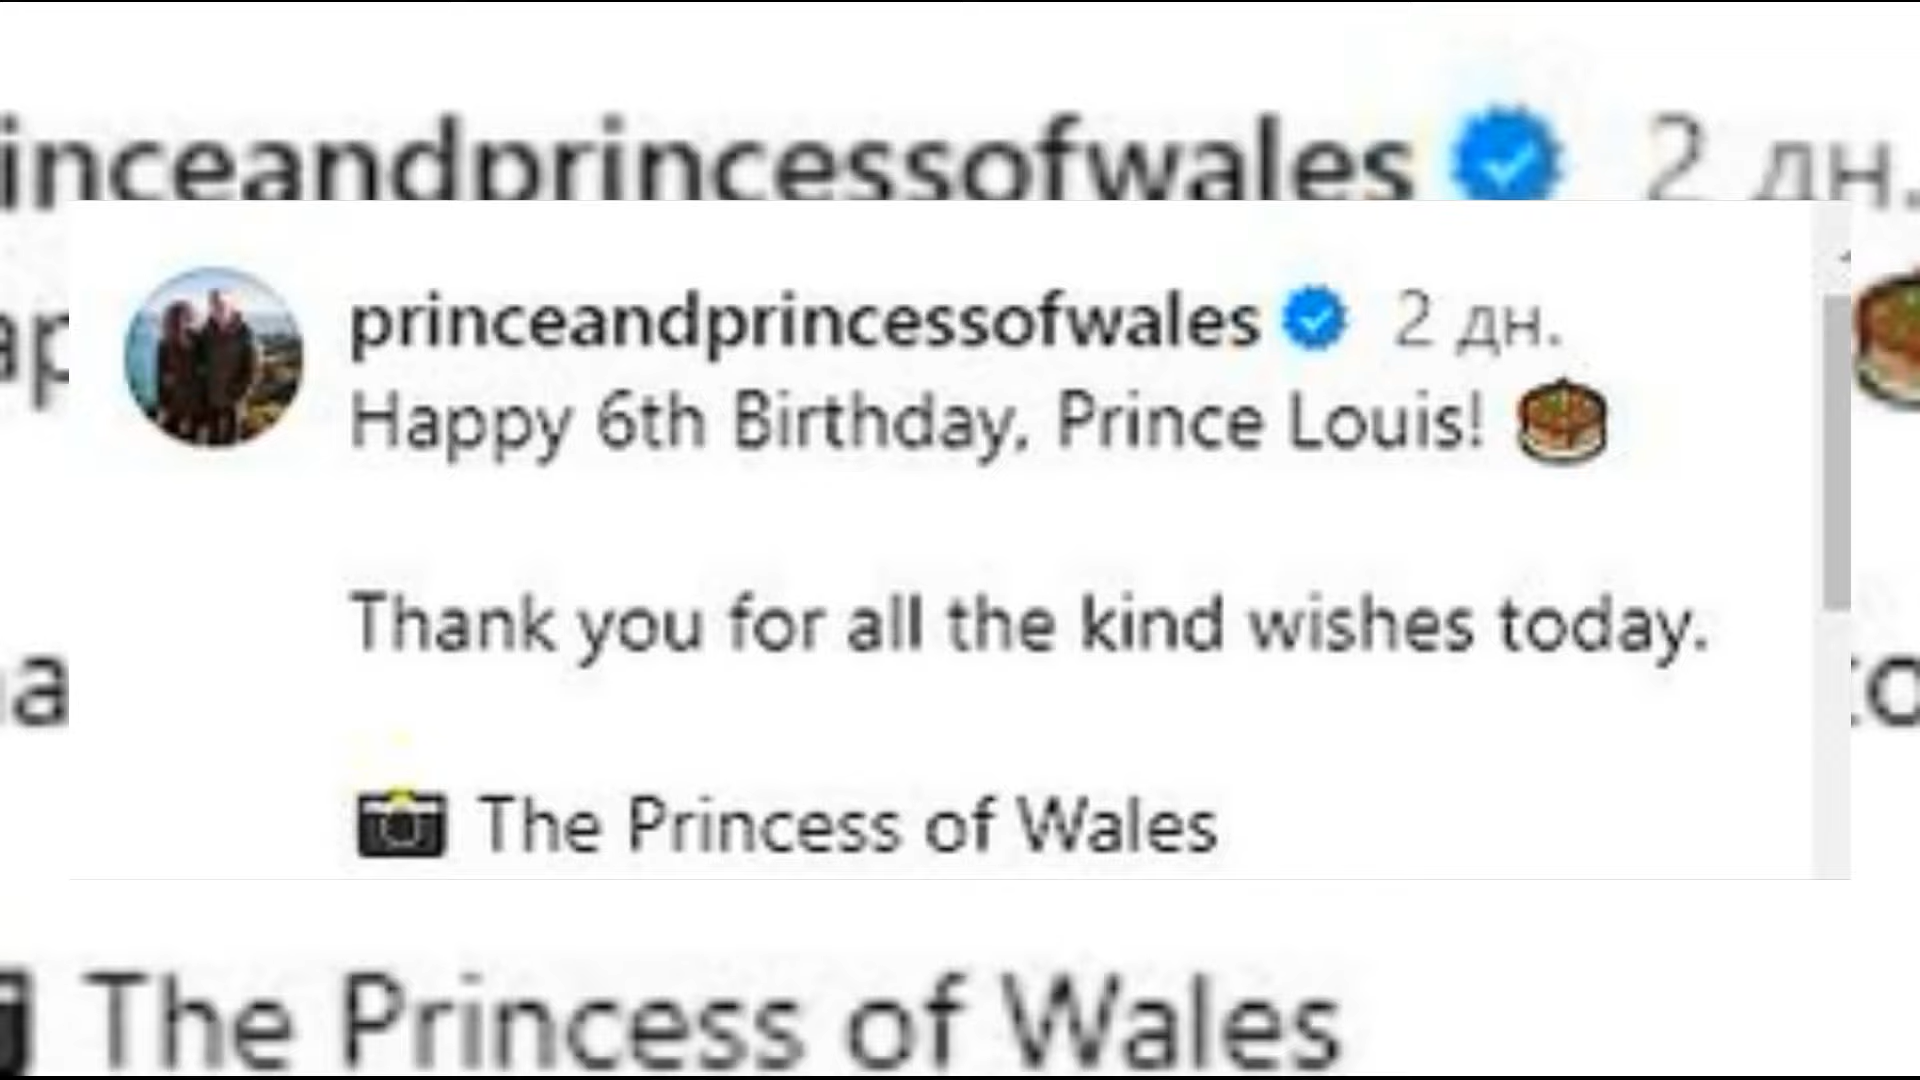 inceandprincessofwales 2 дн.
princeandprincessofwales 2 дн.
Happy 6th Birthday, Prince Louis! 🎂
Thank you for all the kind wishes today.
📸 The Princess of Wales
The Princess of Wales